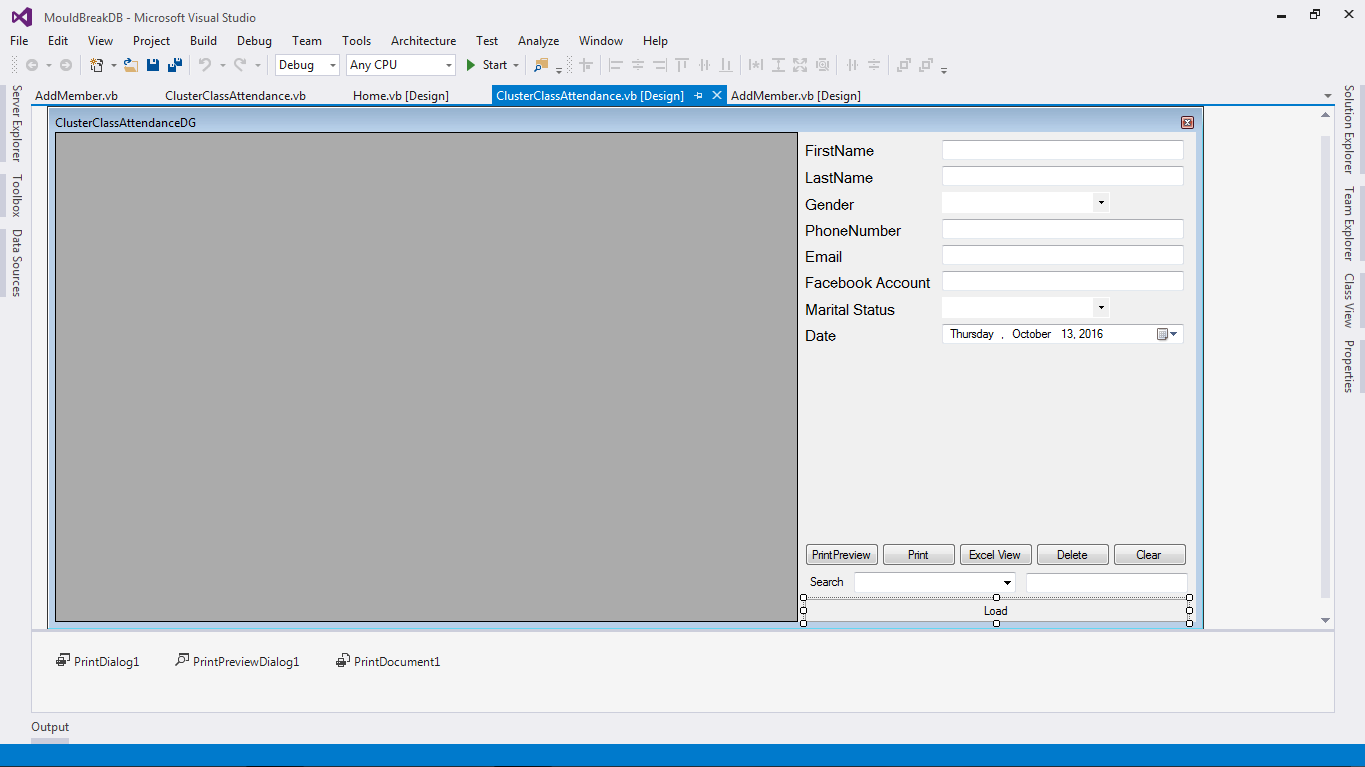 MouldBreakDB - Microsoft Visual Studio
File Edit View Project Build Debug Team Tools Architecture Test Analyze Window Help
Debug Any CPU Start
AddMember.vb ClusterClassAttendance.vb Home.vb [Design] ClusterClassAttendance.vb [Design] AddMember.vb [Design]
Server Explorer
Toolbox
Data Sources
ClusterClassAttendanceDG
FirstName
LastName
Gender
PhoneNumber
Email
Facebook Account
Marital Status
Date Thursday , October 13, 2016
PrintPreview Print Excel View Delete Clear
Search
Load
Solution Explorer
Team Explorer
Class View
Properties
PrintDialog1 PrintPreviewDialog1 PrintDocument1
Output